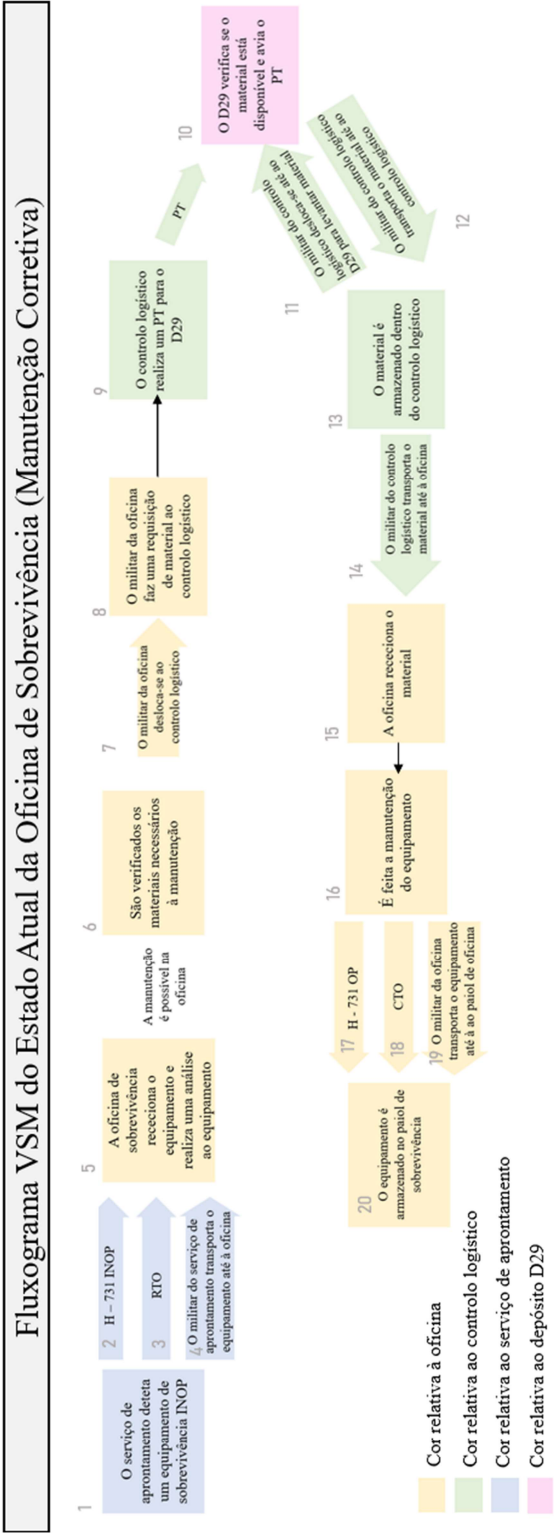 Fluxograma VSM do Estado Atual da Oficina de Sobrevivência (Manutenção Corretiva)
1
O serviço de
aprontamento deteta
um equipamento de
sobrevivência INOP
2
H – 731 INOP
3
RTO
4
O militar do serviço de
aprontamento transporta o
equipamento até à oficina
5
A oficina de
sobrevivência
receciona o
equipamento e
realiza uma análise
ao equipamento
A manutenção
é possível na
oficina
6
São verificados os
materiais necessários
à manutenção
7
O militar da oficina
desloca-se ao
controlo logístico
8
O militar da oficina
faz uma requisição
de material ao
controlo logístico
9
O controlo logístico
realiza um PT para o
D29
PT
10
O D29 verifica se o
material está
disponível e avia o
PT
11
O militar do controlo
logístico desloca-se até ao
D29 para levantar material
12
O militar do controlo logístico
transporta o material até ao
controlo logístico
13
O material é
armazenado dentro
do controlo logístico
14
O militar do controlo
logístico transporta o
material até à oficina
15
A oficina receciona o
material
16
É feita a manutenção
do equipamento
17
H - 731 OP
18
CTO
19
O militar da oficina
transporta o equipamento
até à ao paiol de oficina
20
O equipamento é
armazenado no paiol de
sobrevivência
Cor relativa à oficina
Cor relativa ao controlo logístico
Cor relativa ao serviço de aprontamento
Cor relativa ao depósito D29